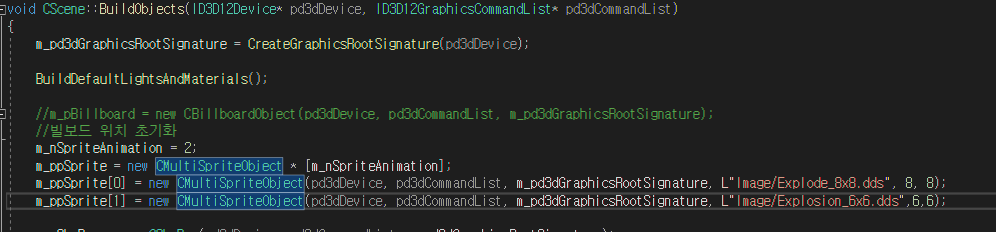 void CScene::BuildObjects(ID3D12Device* pd3dDevice, ID3D12GraphicsCommandList* pd3dCommandList)
{
m_pd3dGraphicsRootSignature = CreateGraphicsRootSignature(pd3dDevice);
BuildDefaultLightsAndMaterials();
//m_pBillboard = new CBillboardObject(pd3dDevice, pd3dCommandList, m_pd3dGraphicsRootSignature);
//빌보드 위치 초기화
m_nSpriteAnimation = 2;
m_ppSprite = new CMultiSpriteObject * [m_nSpriteAnimation];
m_ppSprite[0] = new CMultiSpriteObject(pd3dDevice, pd3dCommandList, m_pd3dGraphicsRootSignature, L"Image/Explode_8x8.dds", 8, 8);
m_ppSprite[1] = new CMultiSpriteObject(pd3dDevice, pd3dCommandList, m_pd3dGraphicsRootSignature, L"Image/Explosion_6x6.dds",6,6);